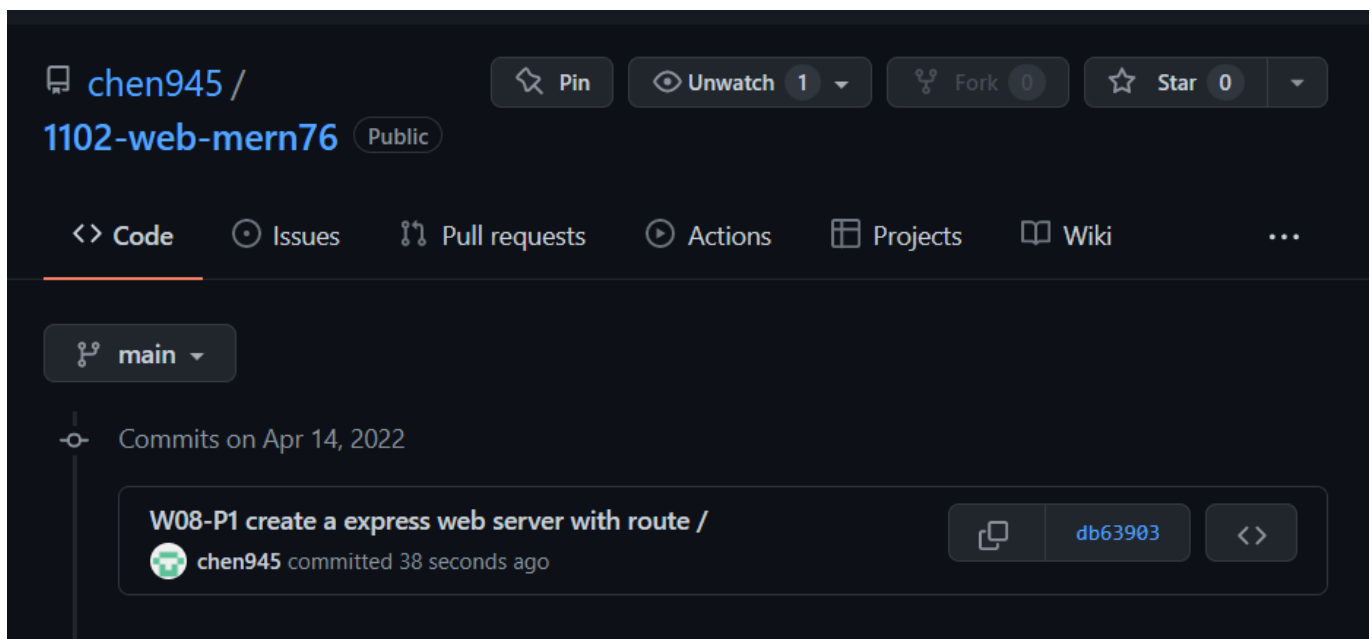 chen945 /
1102-web-mern76 Public
Pin
Unwatch 1
Fork 0
Star 0
Code
Issues
Pull requests
Actions
Projects
Wiki
main
Commits on Apr 14, 2022
W08-P1 create a express web server with route /
chen945 committed 38 seconds ago
db63903